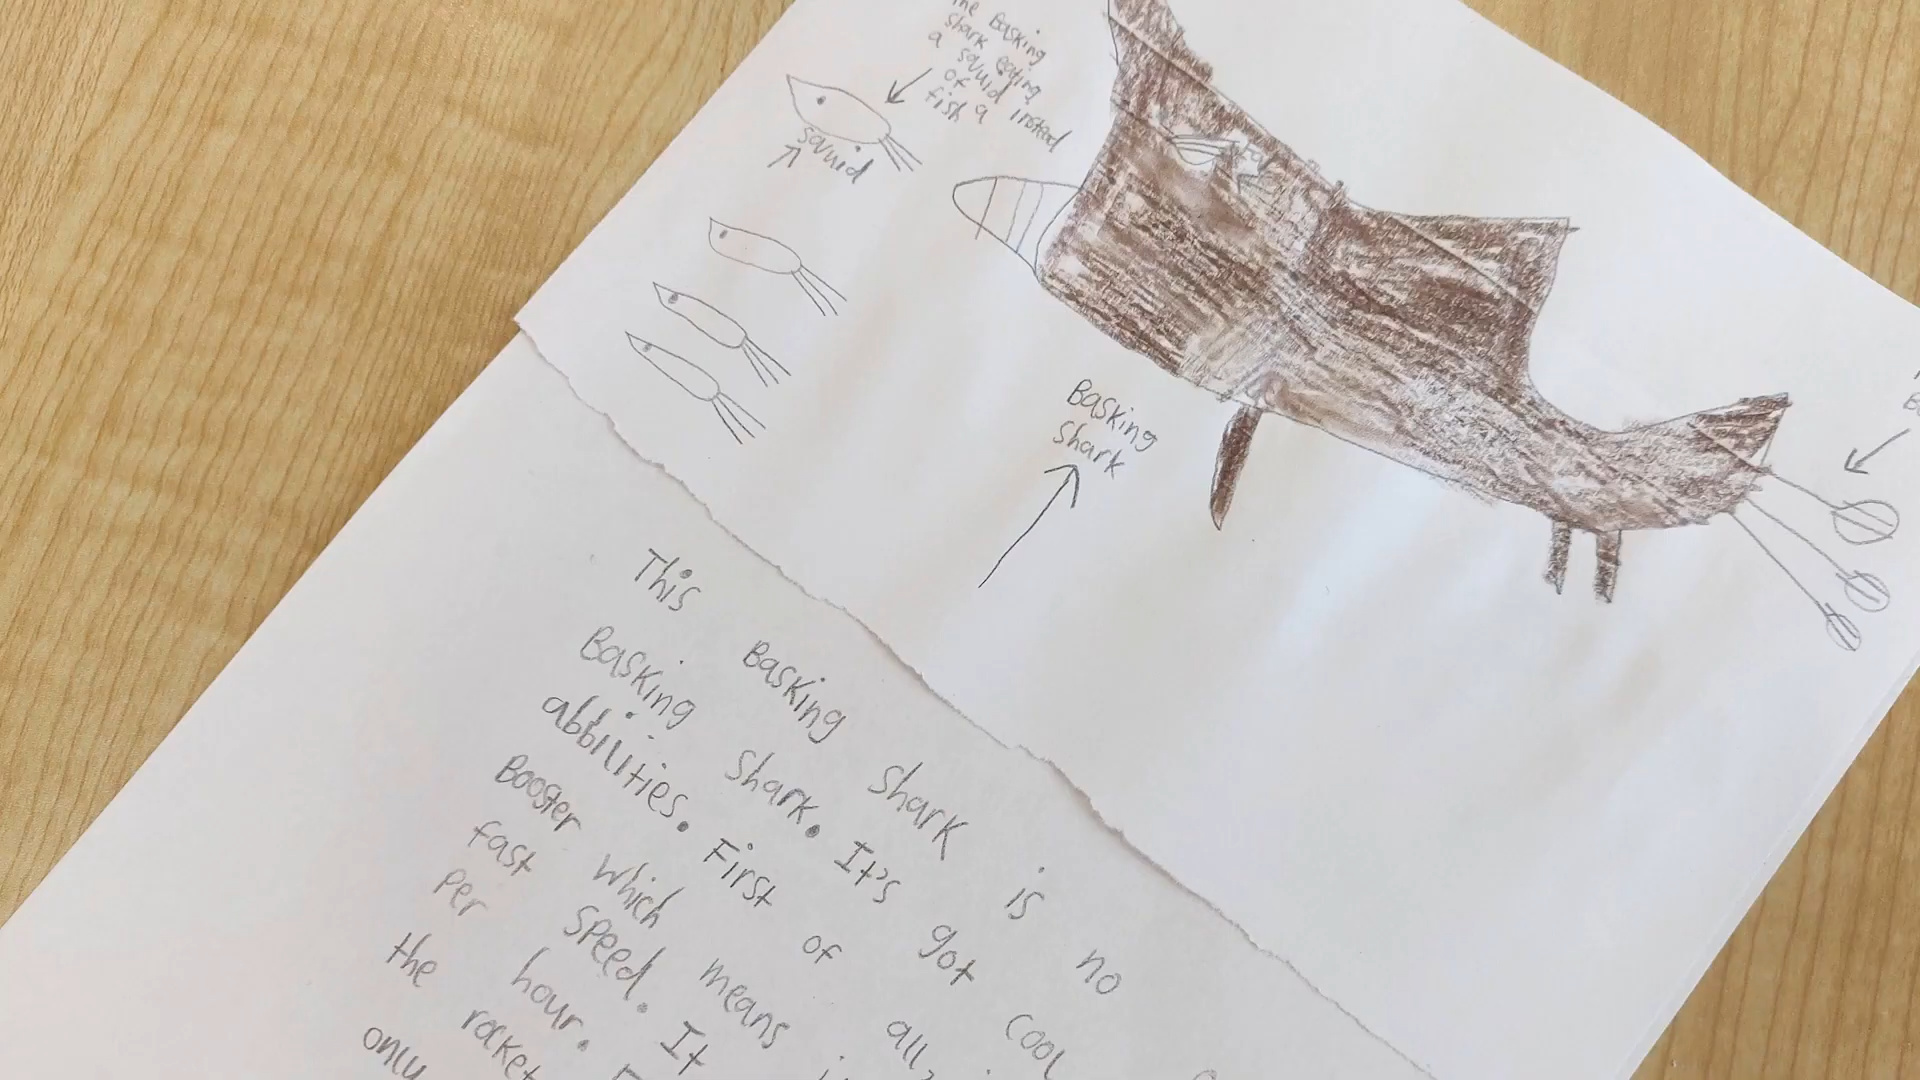 the Basking
shark eating
a squid instead
of a
fish
squid
Basking
shark
This Basking shark is no
Basking shark. It's got cool
abbilities. First of all,
Booster which means
fast speed. It
per hour.
the rocket
only